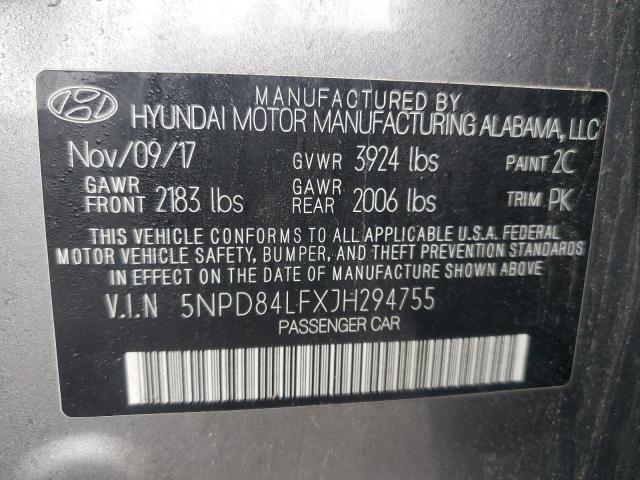 MANUFACTURED BY
HYUNDAI MOTOR MANUFACTURING ALABAMA, LLC
Nov/09/17 GVWR 3924 lbs PAINT 2C
GAWR FRONT 2183 lbs GAWR REAR 2006 lbs TRIM PK
THIS VEHICLE CONFORMS TO ALL APPLICABLE U.S.A. FEDERAL
MOTOR VEHICLE SAFETY, BUMPER, AND THEFT PREVENTION STANDARDS
IN EFFECT ON THE DATE OF MANUFACTURE SHOWN ABOVE.
V.I.N 5NPD84LFXJH294755
PASSENGER CAR